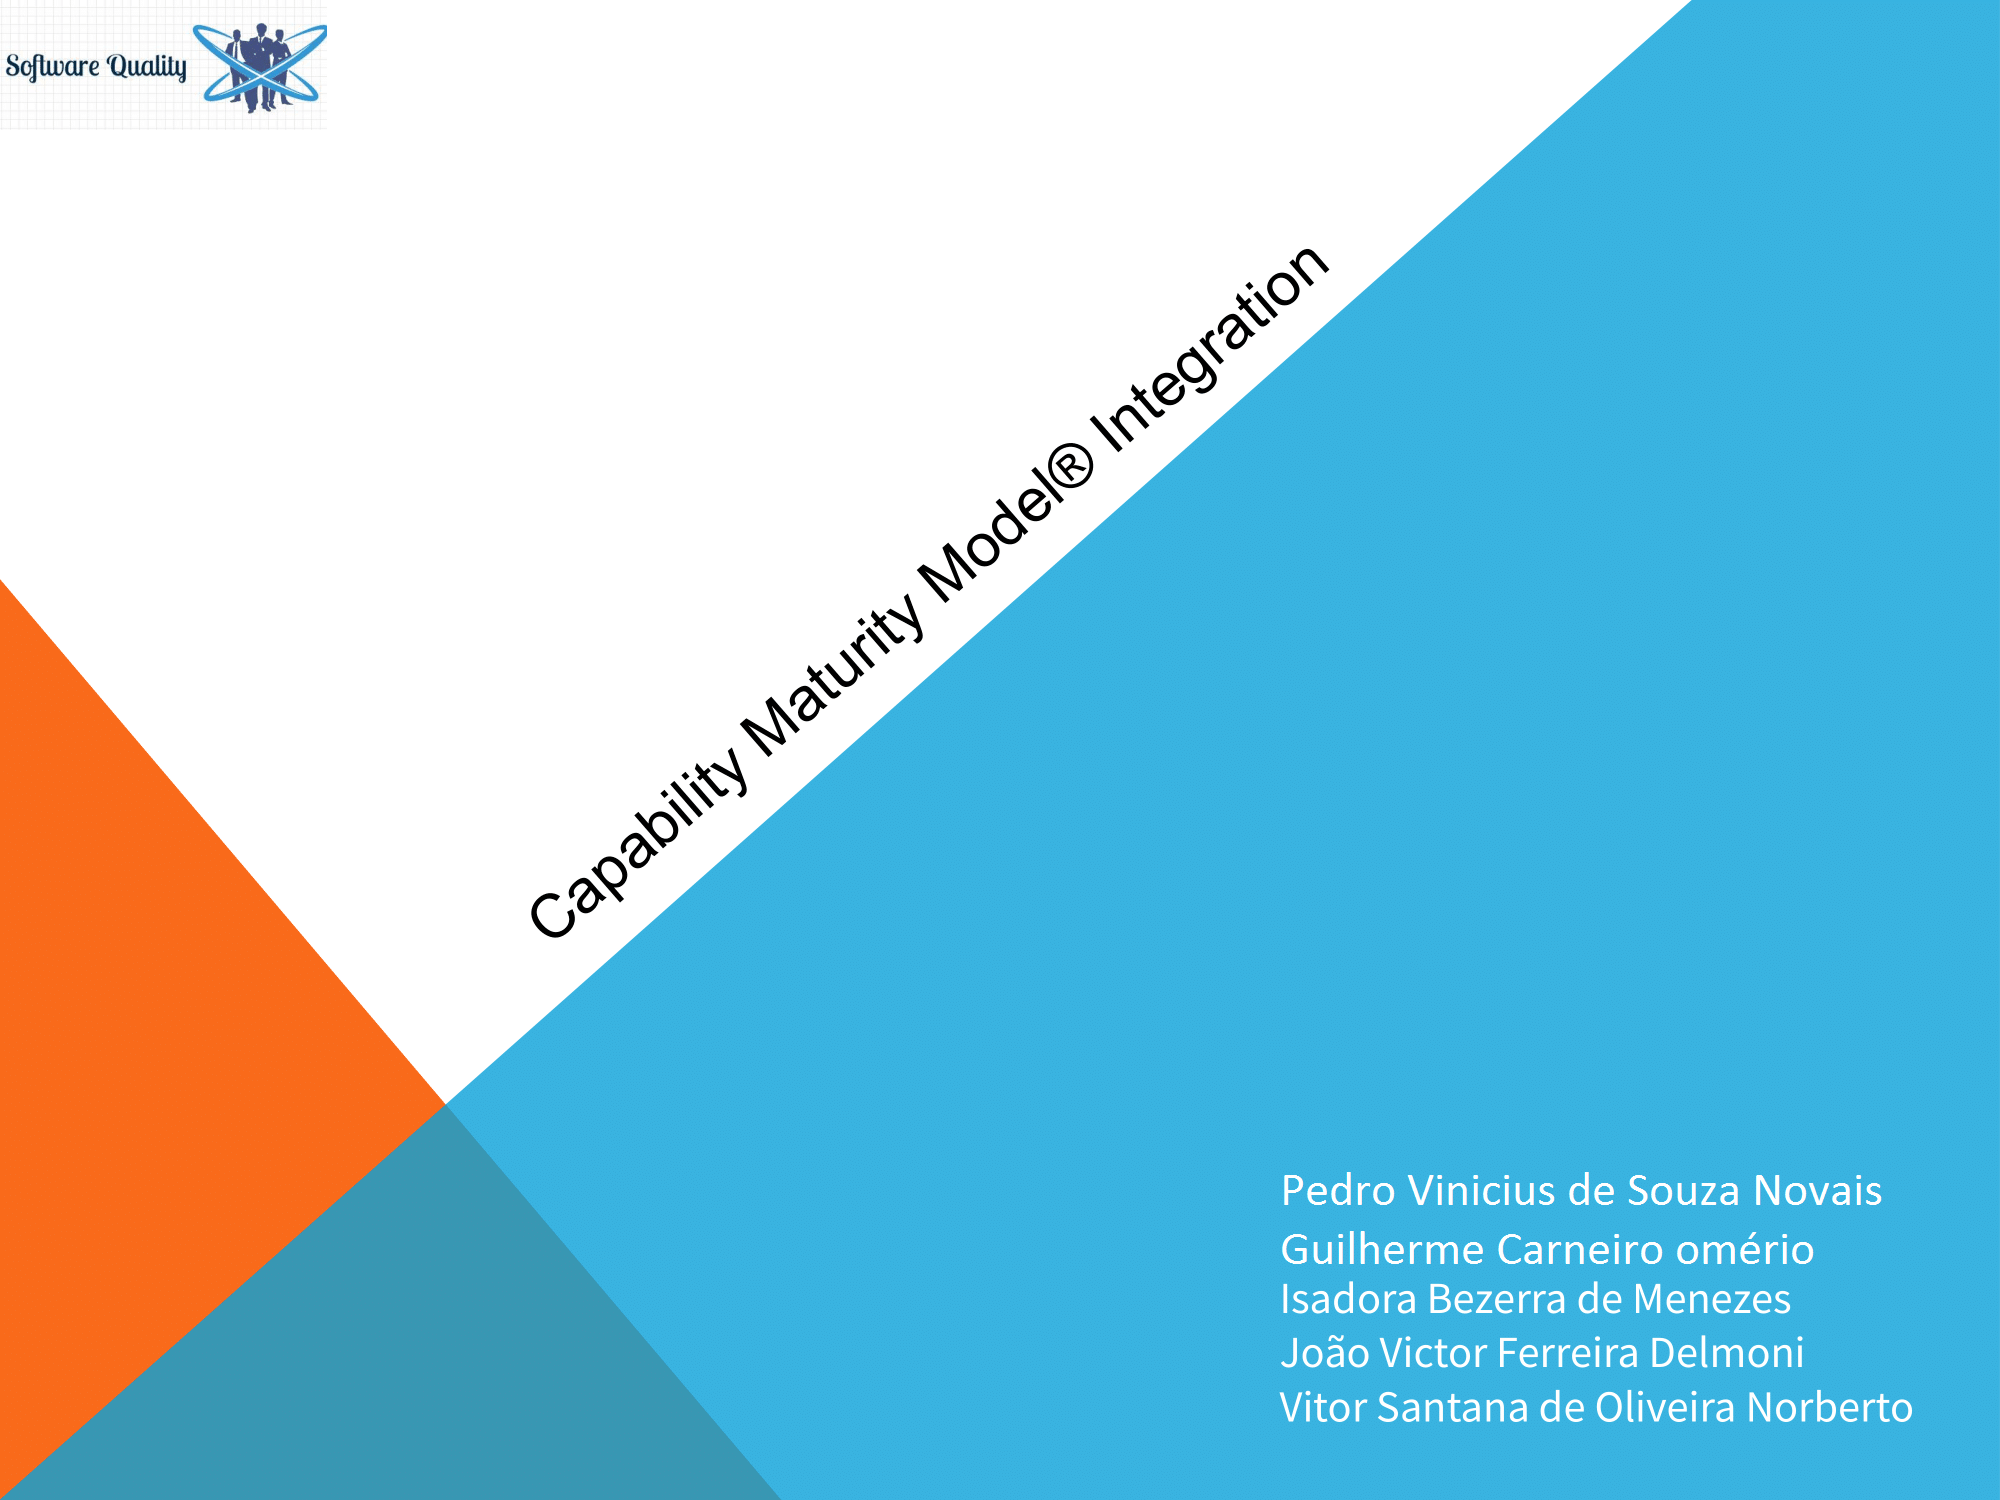 Software Quality
Capability Maturity Model® Integration
Pedro Vinicius de Souza Novais
Guilherme Carneiro omério
Isadora Bezerra de Menezes
João Victor Ferreira Delmoni
Vitor Santana de Oliveira Norberto